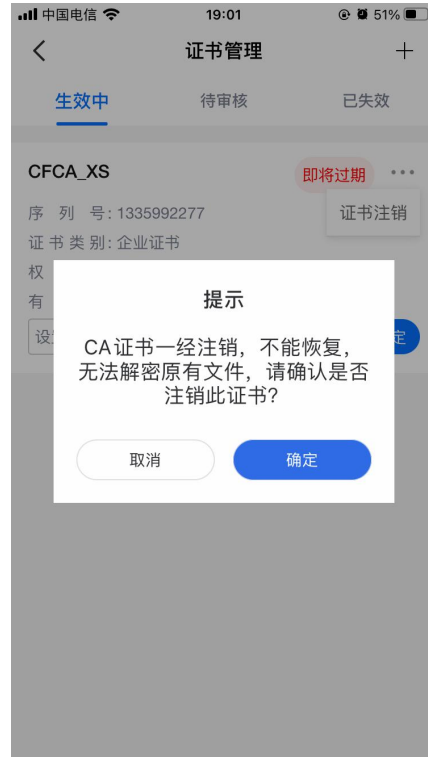 中国电信 19:01 51%
证书管理
生效中 待审核 已失效
CFCA_XS 即将过期
序 列 号: 1335992277 证书注销
证书类别: 企业证书
权
有
设 定
提示
CA证书一经注销，不能恢复，
无法解密原有文件，请确认是否
注销此证书?
取消 确定